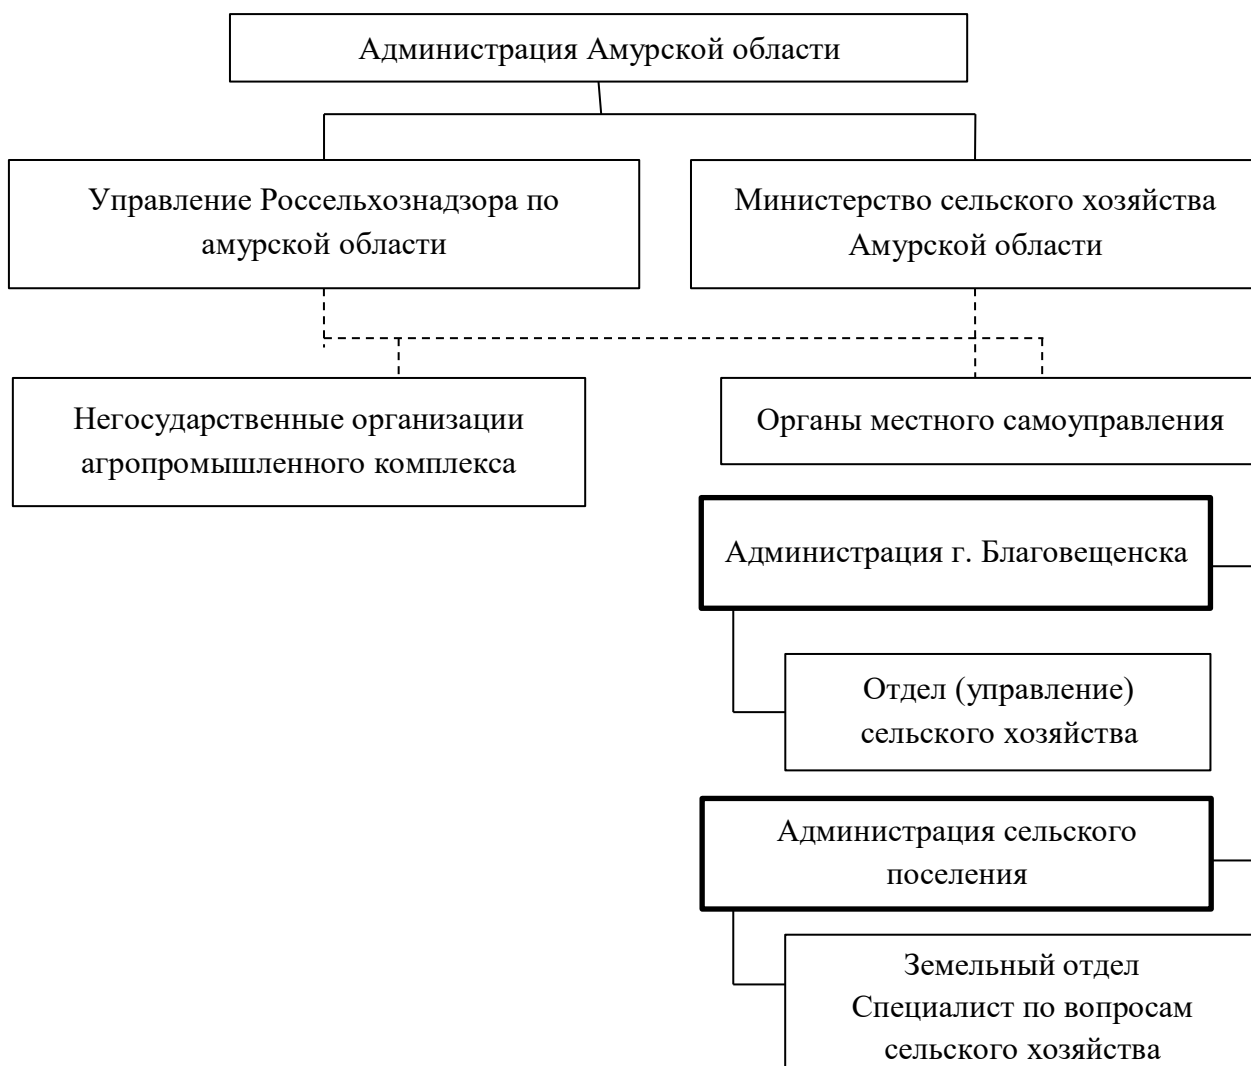 Администрация Амурской области
Управление Россельхознадзора по
амурской области
Министерство сельского хозяйства
Амурской области
Негосударственные организации
агропромышленного комплекса
Органы местного самоуправления
Администрация г. Благовещенска
Отдел (управление)
сельского хозяйства
Администрация сельского
поселения
Земельный отдел
Специалист по вопросам
сельского хозяйства